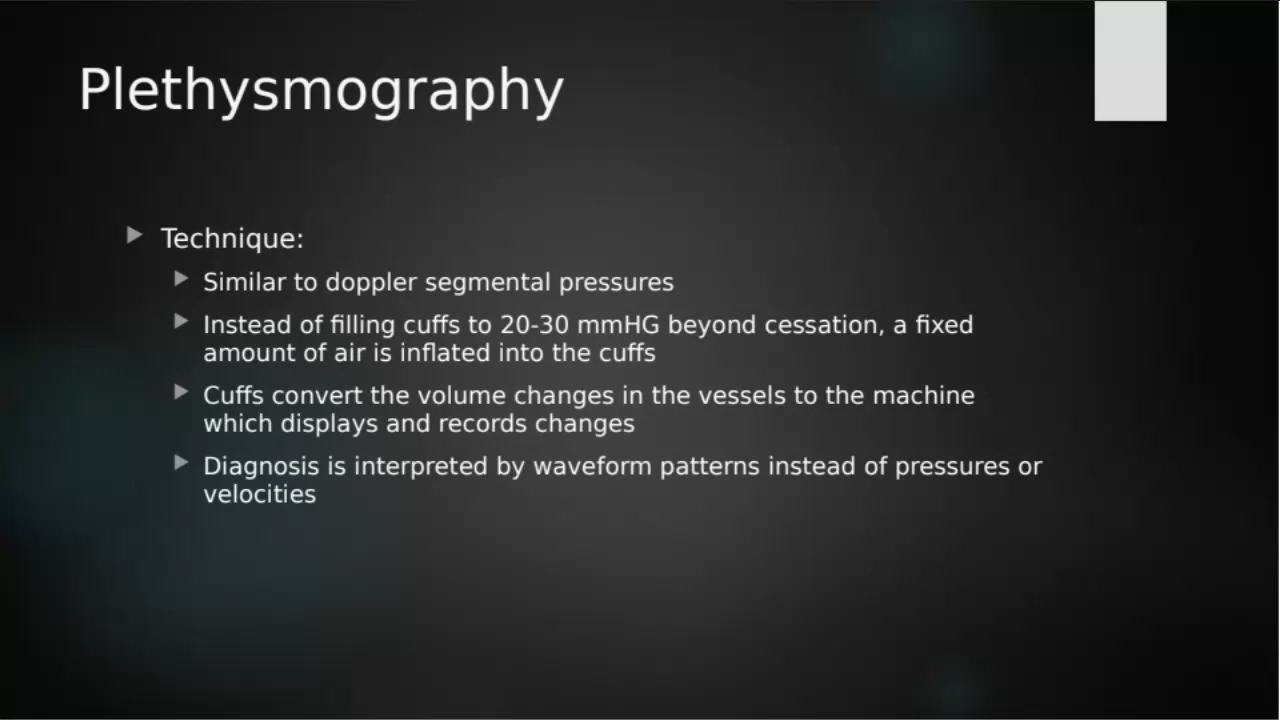 Plethysmography
Technique:
Similar to doppler segmental pressures
Instead of filling cuffs to 20-30 mmHG beyond cessation, a fixed
amount of air is inflated into the cuffs
Cuffs convert the volume changes in the vessels to the machine
which displays and records changes
Diagnosis is interpreted by waveform patterns instead of pressures or
velocities